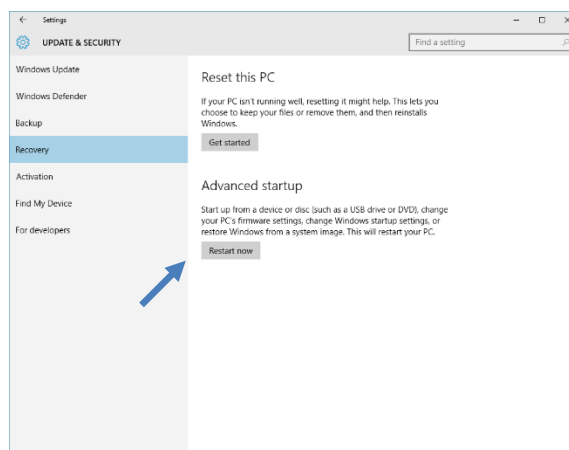 Settings
UPDATE & SECURITY
Find a setting
Windows Update
Windows Defender
Backup
Recovery
Activation
Find My Device
For developers
Reset this PC
If your PC isn't running well, resetting it might help. This lets you
choose to keep your files or remove them, and then reinstalls
Windows.
Get started
Advanced startup
Start up from a device or disc (such as a USB drive or DVD), change
your PC's firmware settings, change Windows startup settings, or
restore Windows from a system image. This will restart your PC.
Restart now